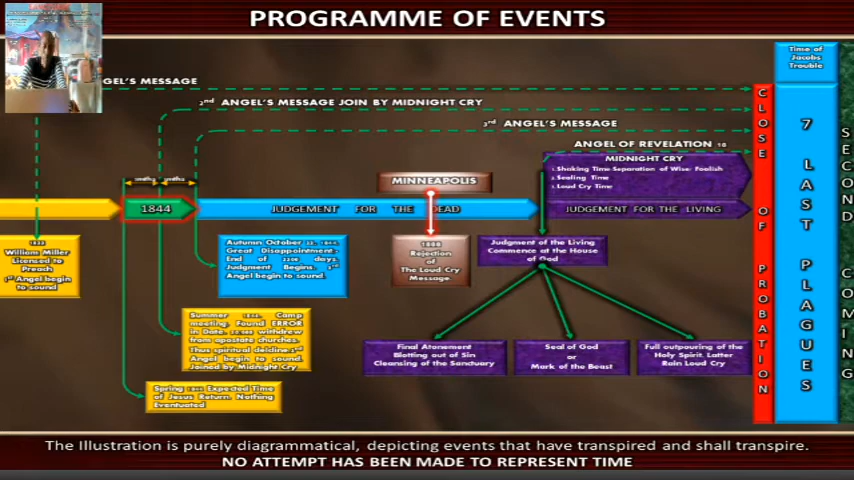 PROGRAMME OF EVENTS
Time of
Jacobs
Trouble
GEL'S MESSAGE
2nd ANGEL'S MESSAGE JOIN BY MIDNIGHT CRY
3rd ANGEL'S MESSAGE
ANGEL OF REVELATION 18
MIDNIGHT CRY
1.Shaking Time-Separation of Wise- Foolish
2.Sealing Time
3.Loud Cry Time
MINNEAPOLIS
1844
JUDGEMENT FOR THE DEAD
JUDGEMENT FOR THE LIVING
William Miller
Licensed to
Preach
1st Angel begin
to sound
Autumn October 22, 1844.
Great Disappointment.
End of 2300 days.
Judgment Begins. 3rd
Angel begin to sound.
1888
Rejection
of
The Loud Cry
Message
Judgment of the Living
Commence at the House
of God
Summer 1844. Camp
meeting. Found ERROR
in Date. withdrew
from apostate churches.
Thus spiritual 2nd
Angel begin to sound.
Joined by Midnight Cry
Spring 1844 Expected Time
of Jesus Return. Nothing
Eventuated
Final Atonement
Blotting out of Sin
Cleansing of the Sanctuary
Seal of God
or
Mark of the Beast
Full outpouring of the
Holy Spirit. Latter
Rain Loud Cry
CLOSE OF PROBATION
7 LAST PLAGUES
SECOND COMING
The Illustration is purely diagrammatical, depicting events that have transpired and shall transpire.
NO ATTEMPT HAS BEEN MADE TO REPRESENT TIME